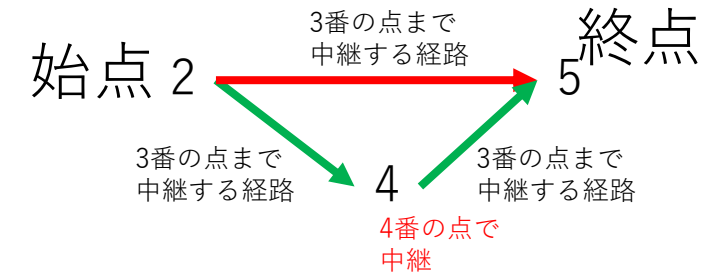 3番の点まで
中継する経路
始点 2
5
終点
3番の点まで
中継する経路
4
3番の点まで
中継する経路
4番の点で
中継